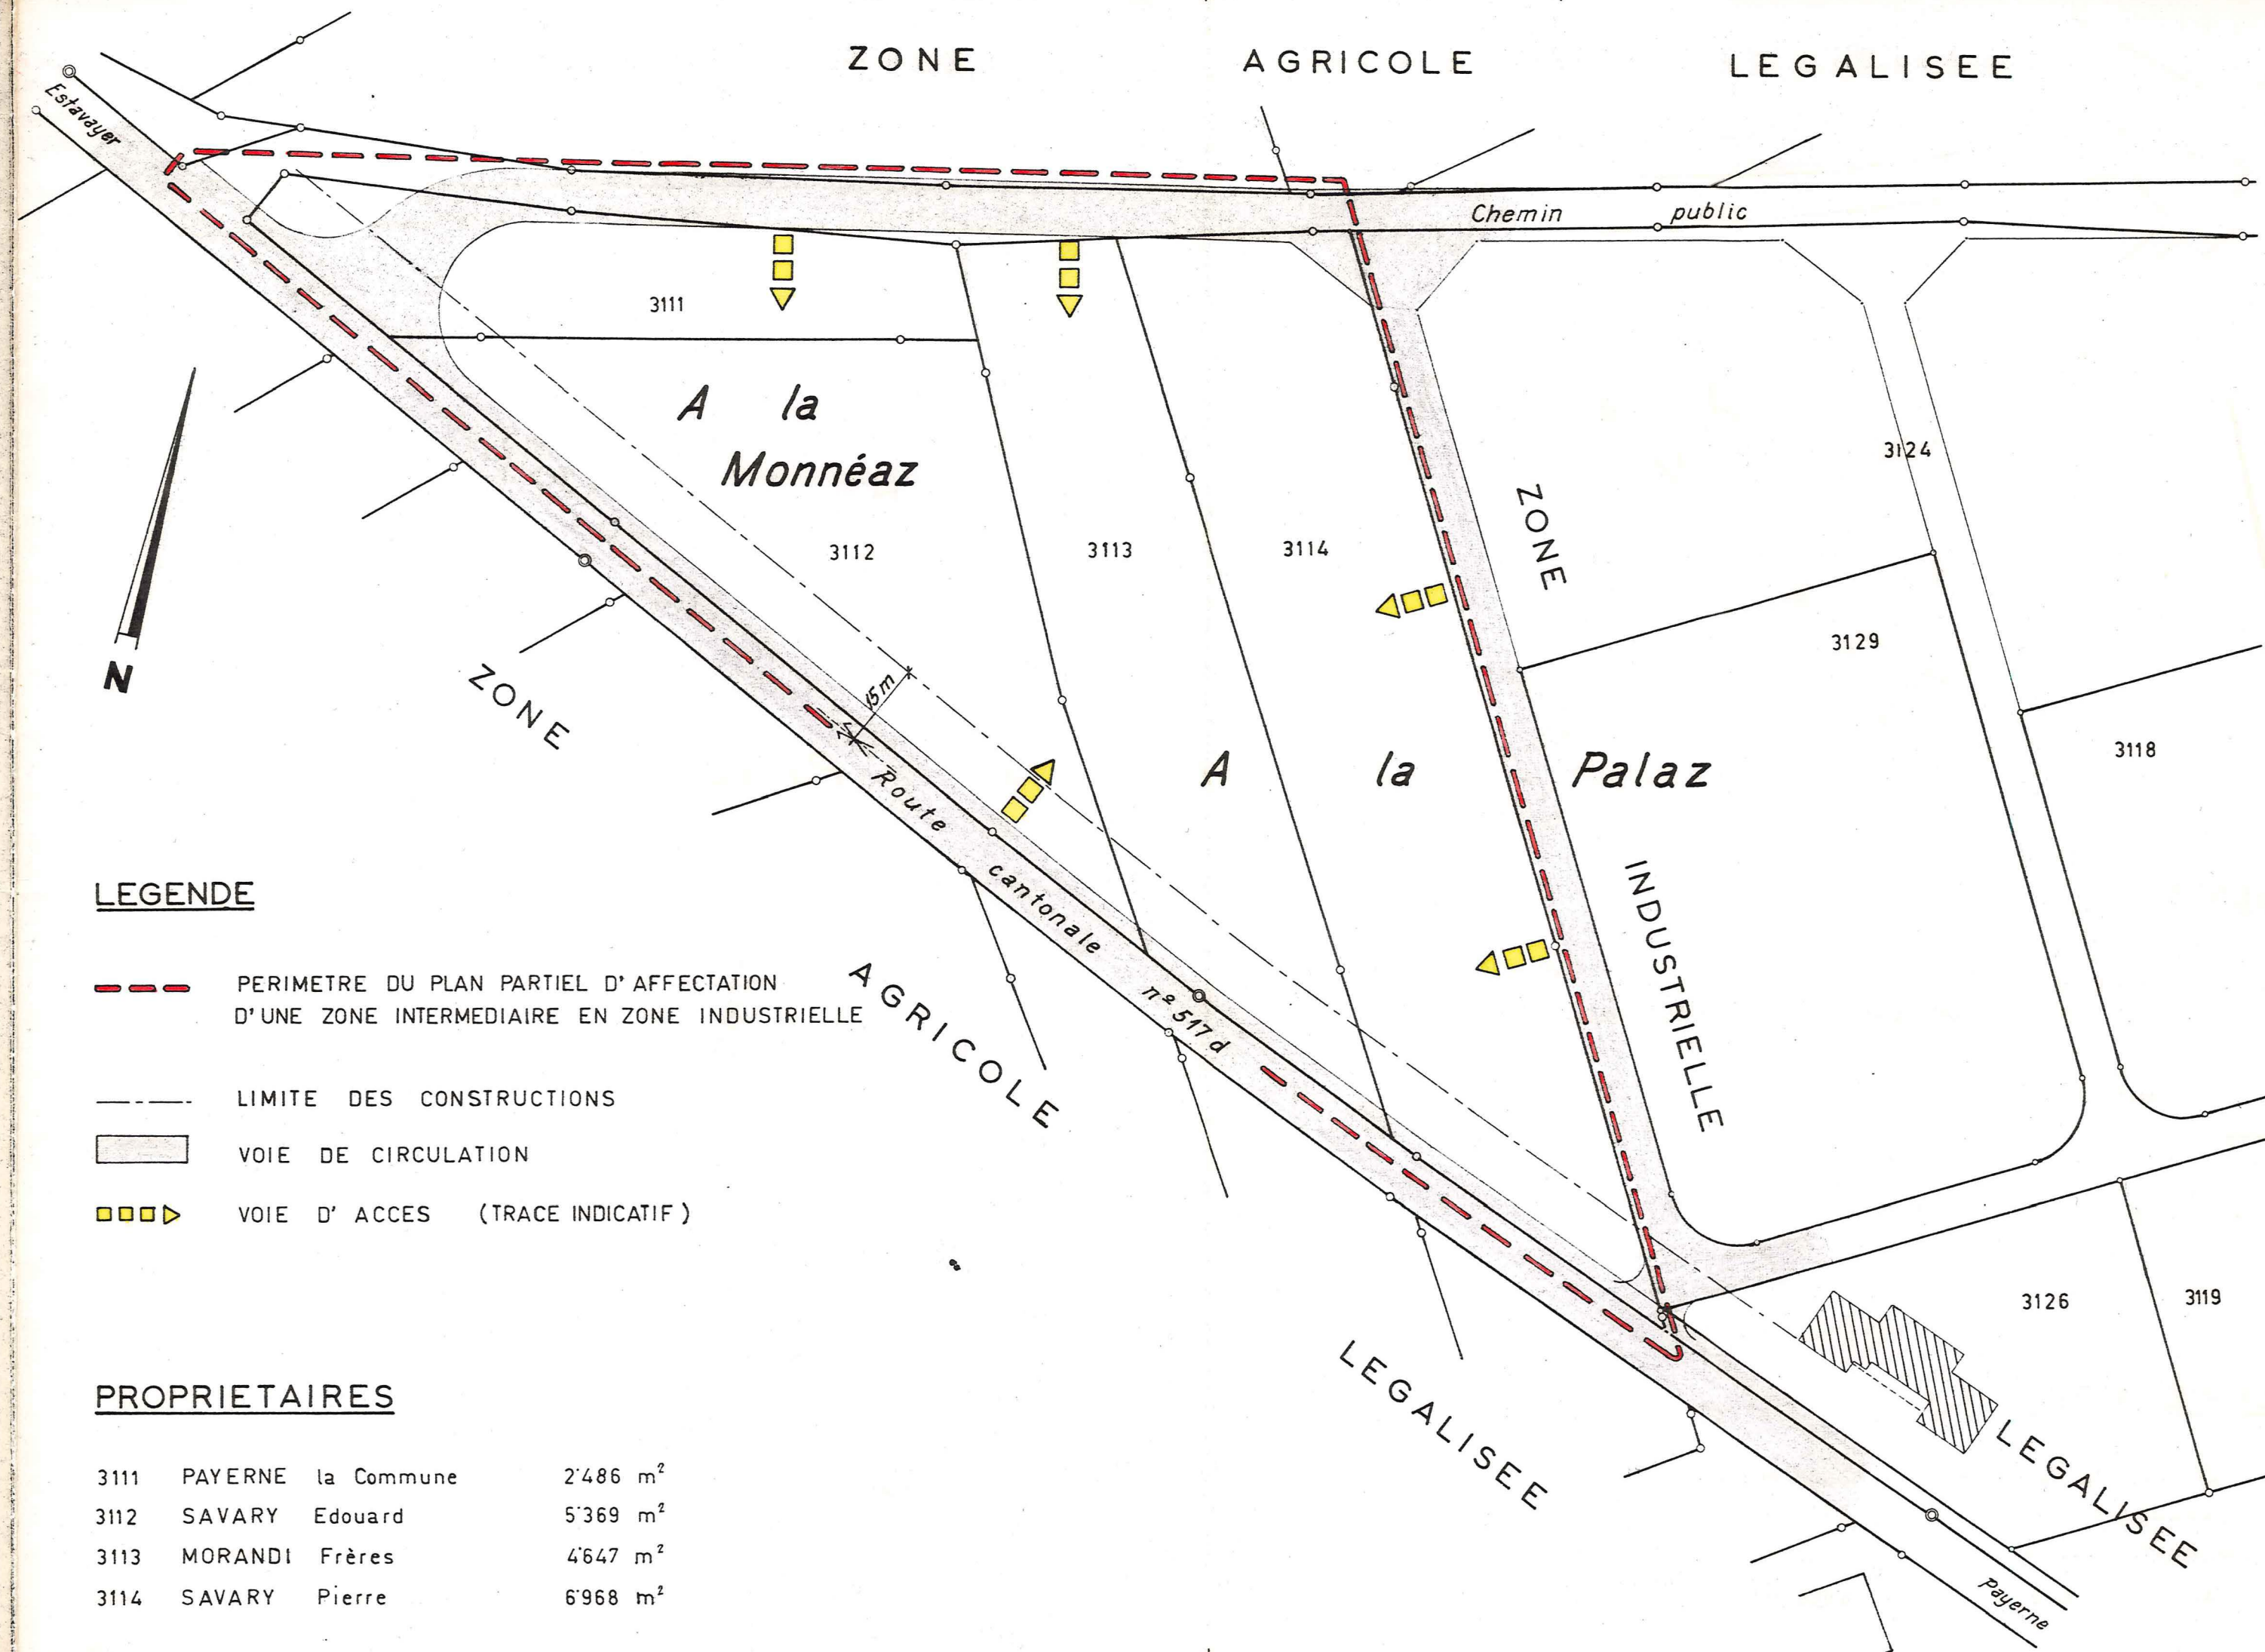 ZONE AGRICOLE LEGALISEE
Estavayer
Chemin public
3111
A la
Monnéaz
3124
3112
3113
3114
ZONE
3129
N
ZONE
15 m
A la Palaz
3118
Route cantonale nº 517 d
INDUSTRIELLE
AGRICOLE
LEGENDE
PERIMETRE DU PLAN PARTIEL D'AFFECTATION
D'UNE ZONE INTERMEDIAIRE EN ZONE INDUSTRIELLE
LIMITE DES CONSTRUCTIONS
VOIE DE CIRCULATION
VOIE D'ACCES (TRACE INDICATIF)
3126
3119
LEGALISEE
LEGALISEE
Payerne
PROPRIETAIRES
3111 PAYERNE la Commune 2'486 m²
3112 SAVARY Edouard 5'369 m²
3113 MORANDI Frères 4'647 m²
3114 SAVARY Pierre 6'968 m²